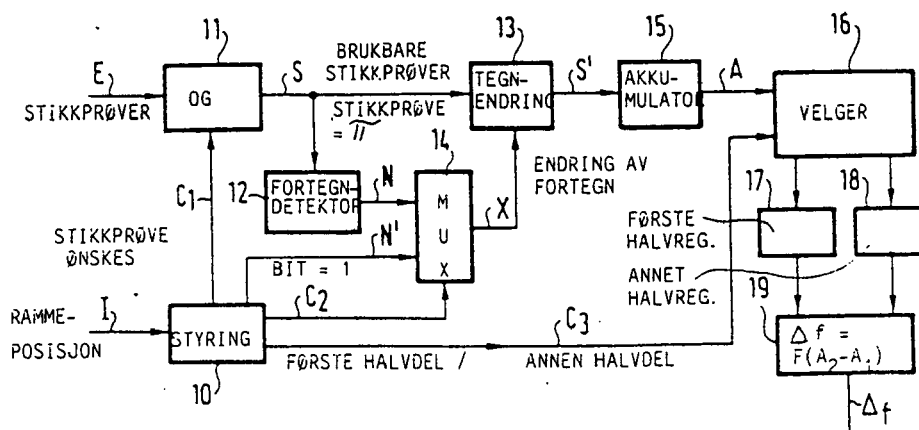 11
E
STIKKPRØVER
OG
S
BRUKBARE
STIKKPRØVER
STIKKPRØVE
13
TEGN-
ENDRING
S'
15
AKKU-
MULATOR
A
16
VELGER
12
FORTEGN-
DETEKTOR
N
14
M
U
X
X
ENDRING AV
FORTEGN
C1
STIKKPRØVE
ØNSKES
N'
BIT = 1
C2
17
FØRSTE
HALVREG.
18
ANNET
HALVREG.
RAMME-
POSISJON
I
STYRING
10
FØRSTE HALVDEL /
C3
ANNEN HALVDEL
19
Δf =
F(A2-A1)
Δf